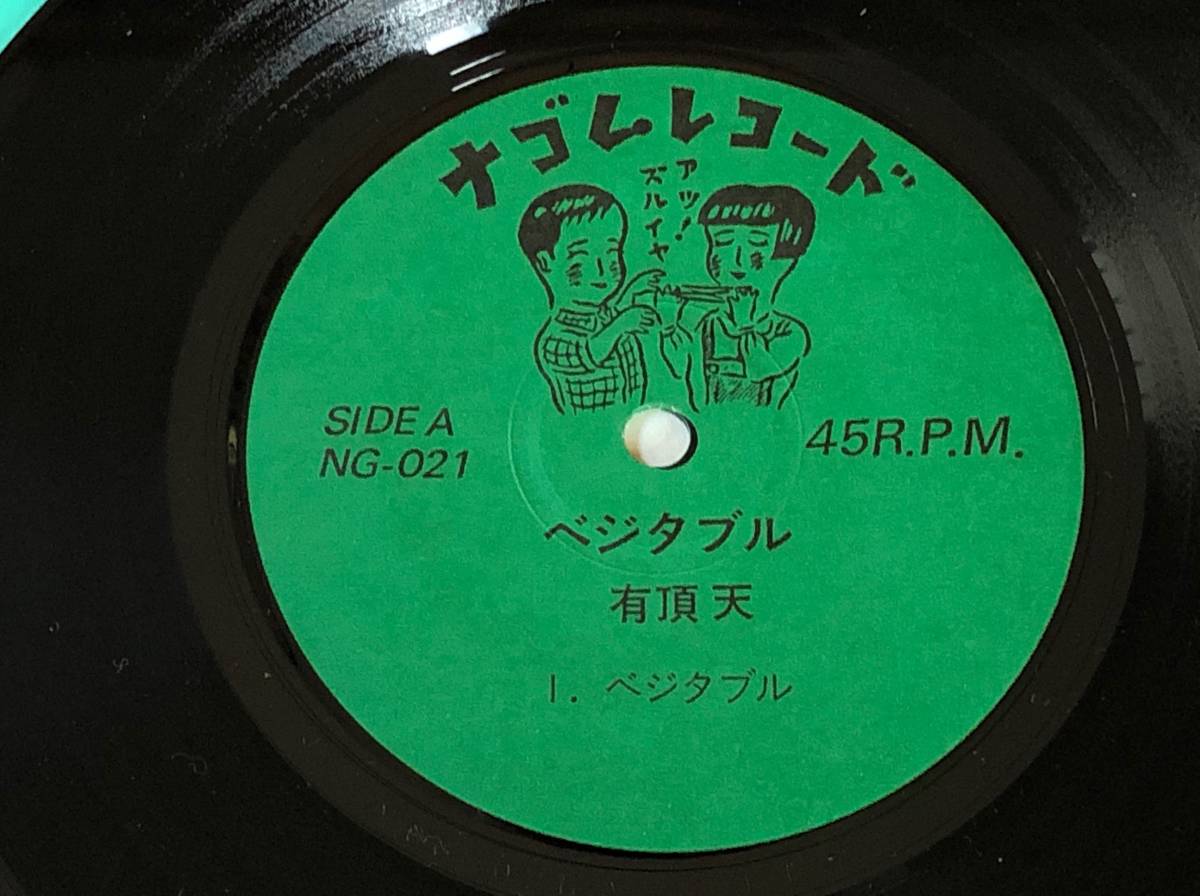 ナゴムレコード
アッ!
ズルイヤ
SIDE A
NG-021
45R.P.M.
ベジタブル
有頂天
1. ベジタブル